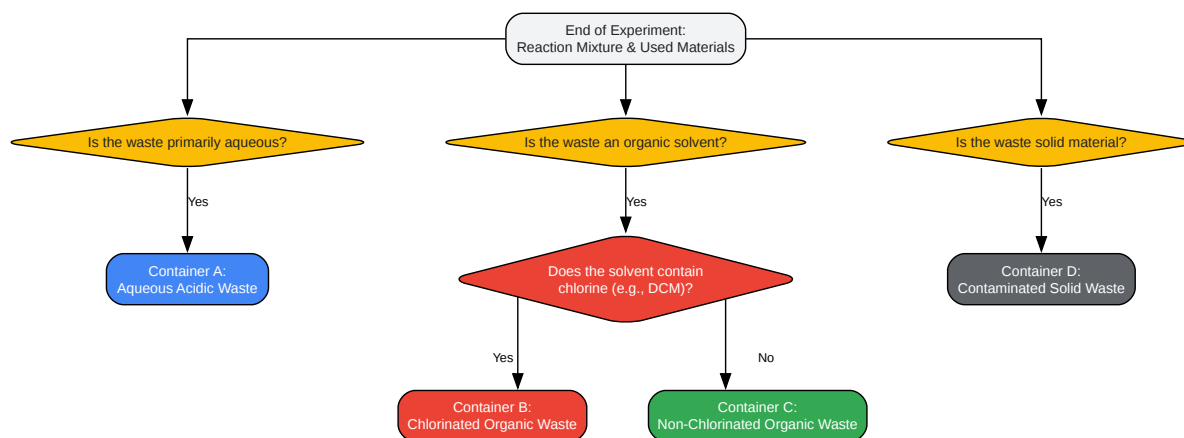 End of Experiment:
Reaction Mixture & Used Materials
Is the waste primarily aqueous?
Is the waste an organic solvent?
Is the waste solid material?
Yes
Yes
Yes
Container A:
Aqueous Acidic Waste
Does the solvent contain
chlorine (e.g., DCM)?
Container D:
Contaminated Solid Waste
Yes
No
Container B:
Chlorinated Organic Waste
Container C:
Non-Chlorinated Organic Waste